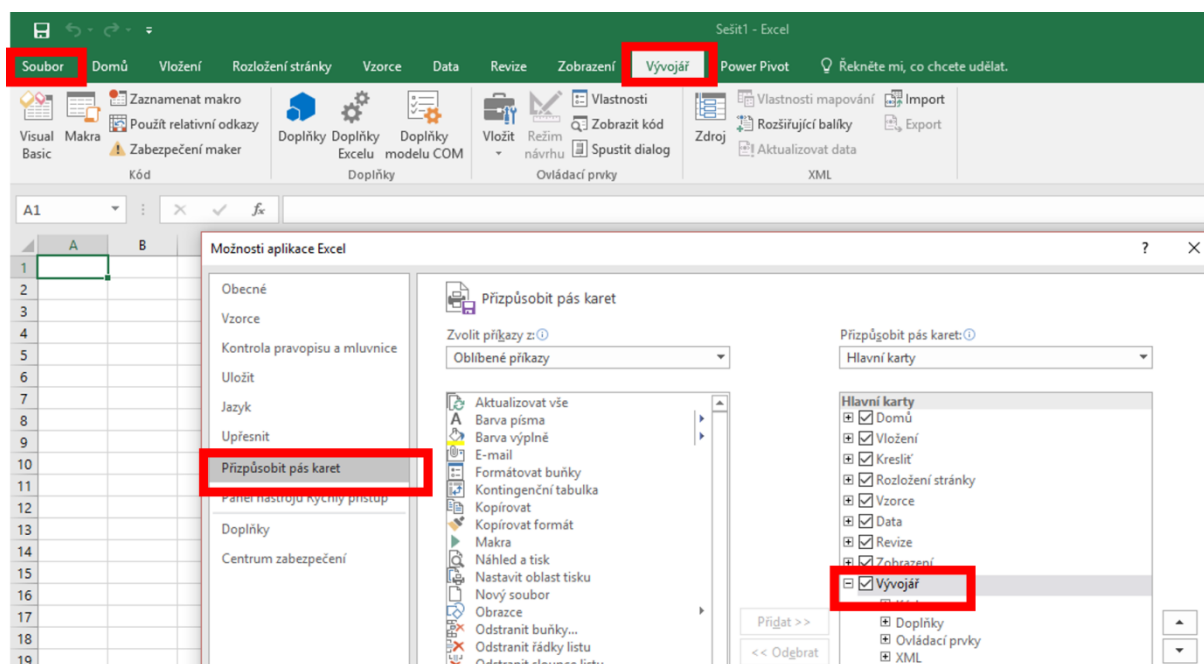 Sešit1 - Excel
Soubor Domů Vložení Rozložení stránky Vzorce Data Revize Zobrazení Vývojář Power Pivot Řekněte mi, co chcete udělat.
Visual Basic
Makra
Zaznamenat makro
Použít relativní odkazy
Zabezpečení maker
Kód
Doplňky
Doplňky Excelu
Doplňky modelu COM
Doplňky
Vložit
Režim návrhu
Vlastnosti
Zobrazit kód
Spustit dialog
Ovládací prvky
Zdroj
Vlastnosti mapování
Rozšiřující balíky
Aktualizovat data
Import
Export
XML
A1
fx
A B
1
2
3
4
5
6
7
8
9
10
11
12
13
14
15
16
17
18
19
Možnosti aplikace Excel ?
Obecné
Vzorce
Kontrola pravopisu a mluvnice
Uložit
Jazyk
Upřesnit
Přizpůsobit pás karet
Panel nástrojů Rychlý přístup
Doplňky
Centrum zabezpečení
Přizpůsobit pás karet
Zvolit příkazy z:
Oblíbené příkazy
Aktualizovat vše
Barva písma
Barva výplně
E-mail
Formátovat buňky
Kontingenční tabulka
Kopírovat
Kopírovat formát
Makra
Náhled a tisk
Nastavit oblast tisku
Nový soubor
Obrazce
Odstranit buňky...
Odstranit řádky listu
Odstranit sloupce listu
Přidat >>
<< Odebrat
Přizpůsobit pás karet:
Hlavní karty
Hlavní karty
Domů
Vložení
Kreslit
Rozložení stránky
Vzorce
Data
Revize
Zobrazení
Vývojář
Doplňky
Ovládací prvky
XML